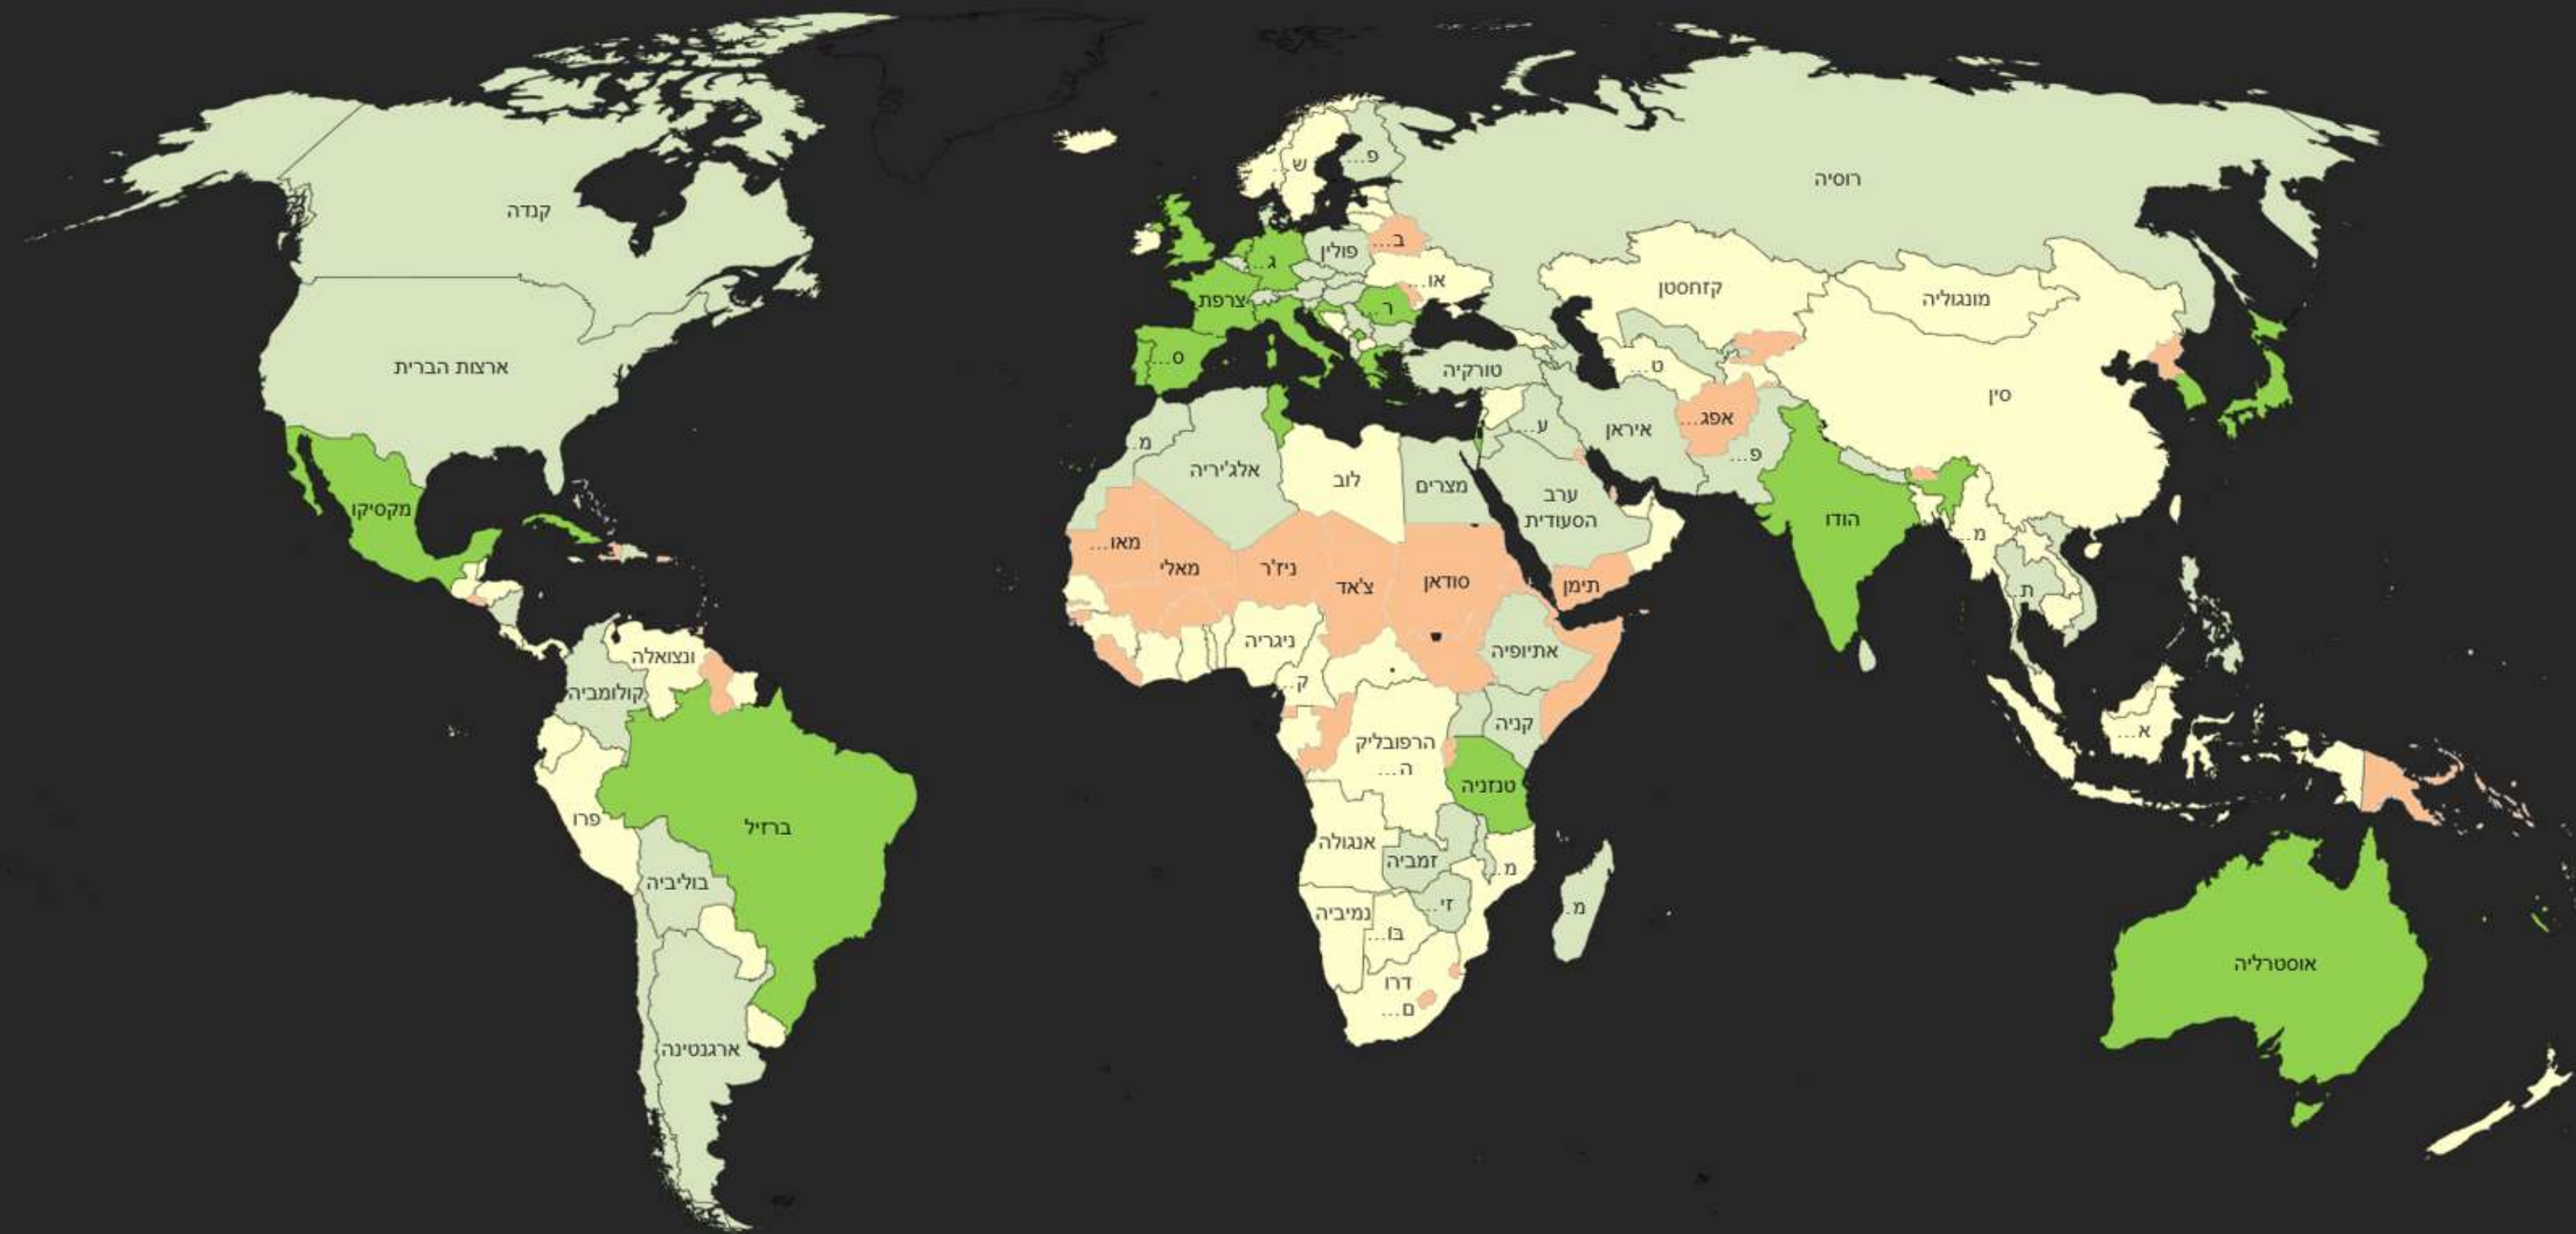 קנדה
ארצות הברית
מקסיקו
ונצואלה
קולומביה
פרו
ברזיל
בוליביה
ארגנטינה
ש
פ...
רוסיה
ב...
פולין
ג...
או...
צרפת
ר...
ס...
טורקיה
קזחסטן
מונגוליה
ט...
סין
אפג...
איראן
ע...
פ...
מ...
אלג'יריה
לוב
מצרים
ערב
הסעודית
הודו
מ...
ת...
מאו...
מאלי
ניז'ר
צ'אד
סודאן
תימן
ניגריה
אתיופיה
ק...
קניה
הרפובליק
ה...
טנזניה
אנגולה
זמביה
מ...
נמיביה
זי...
בו...
מ...
דרו
ם...
א...
אוסטרליה